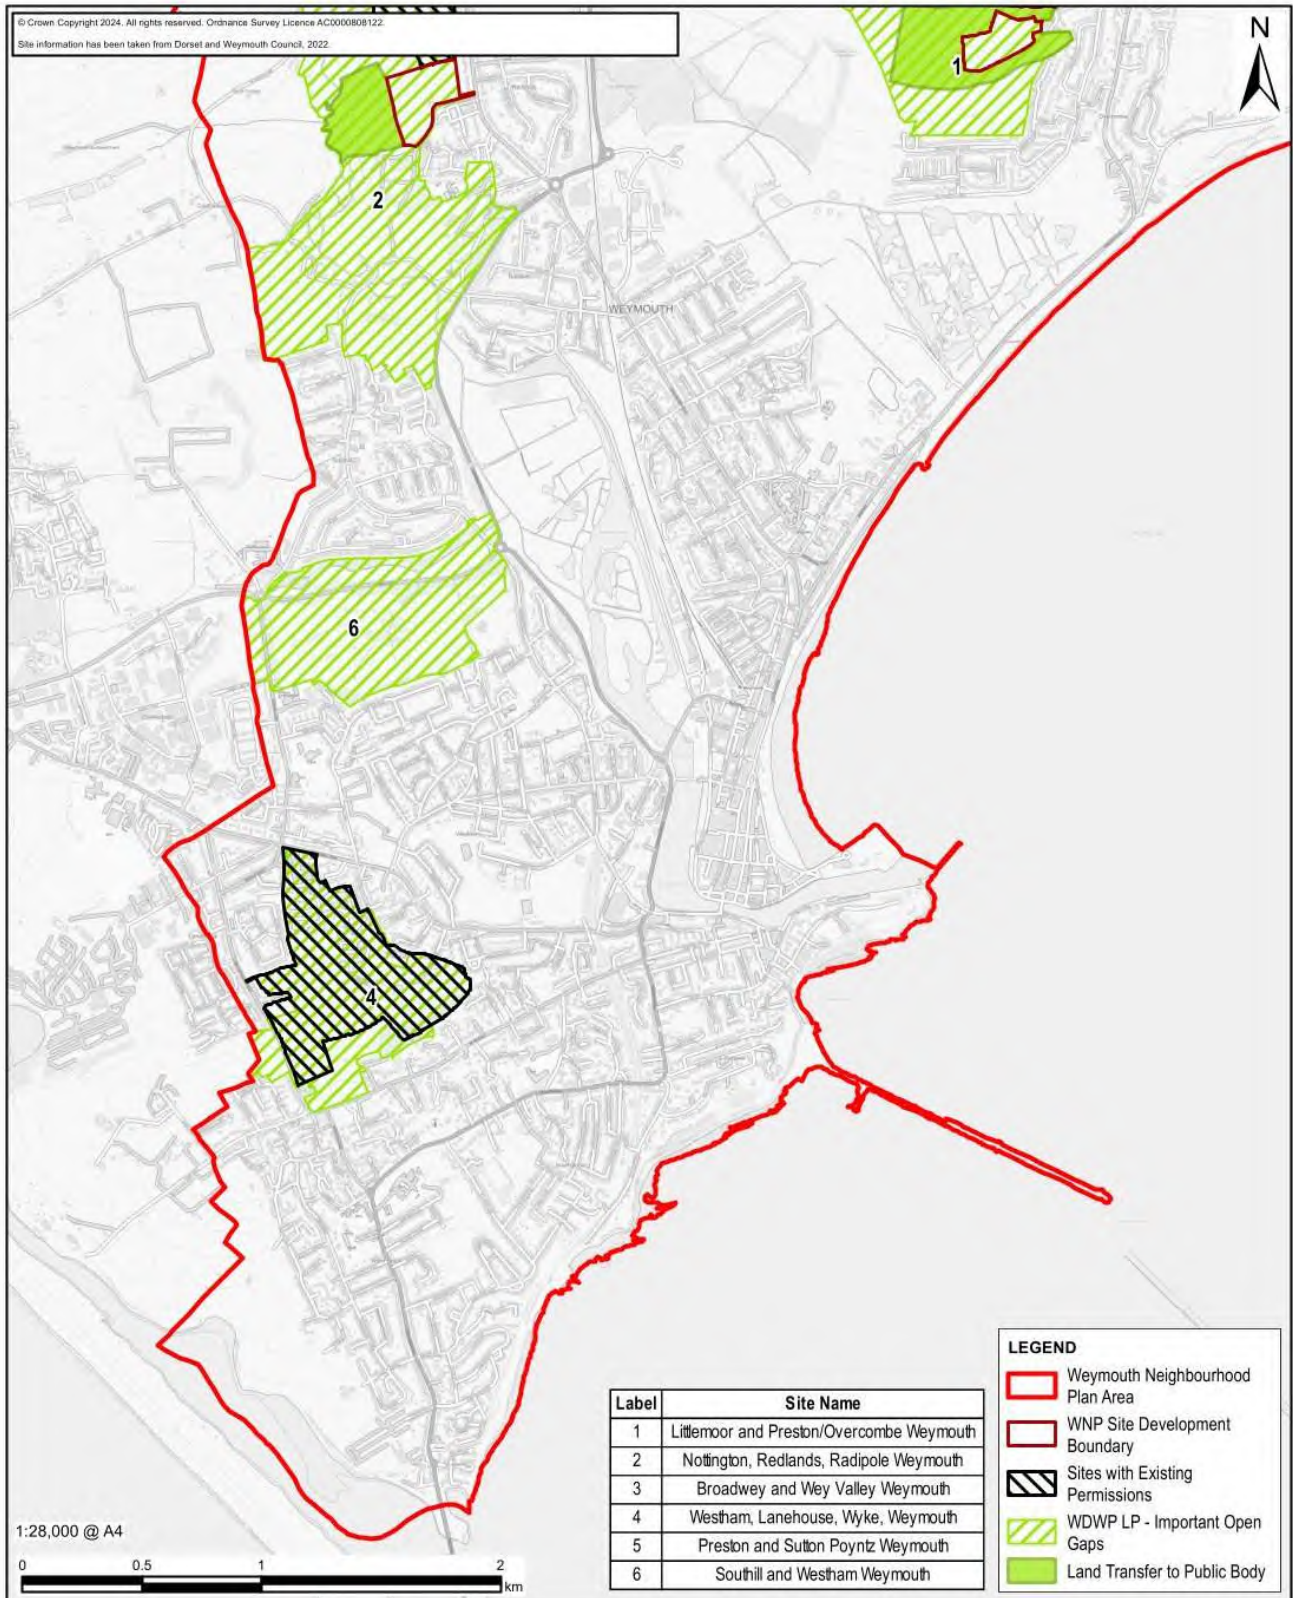 © Crown Copyright 2024. All rights reserved. Ordnance Survey Licence AC0000808122.
Site information has been taken from Dorset and Weymouth Council, 2022.
N
1
2
WEYMOUTH
6
4
LEGEND
Weymouth Neighbourhood
Plan Area
WNP Site Development
Boundary
Sites with Existing
Permissions
WDWP LP - Important Open
Gaps
Land Transfer to Public Body
Label Site Name
1 Littlemoor and Preston/Overcombe Weymouth
2 Nottington, Redlands, Radipole Weymouth
3 Broadwey and Wey Valley Weymouth
4 Westham, Lanehouse, Wyke, Weymouth
5 Preston and Sutton Poyntz Weymouth
6 Southill and Westham Weymouth
1:28,000 @ A4
0 0.5 1 2
km